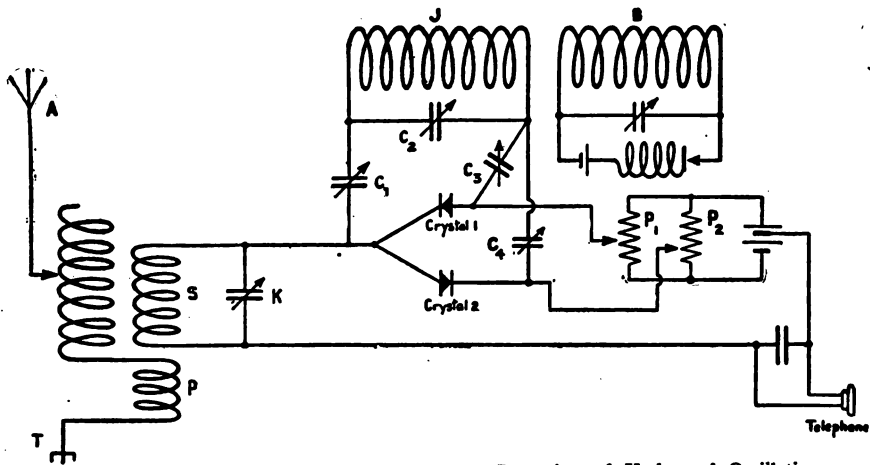 J
B
A
C₂
C₁
C₃
Crystal 1
C₄
P₁
P₂
S
K
Crystal 2
P
T
Telephone